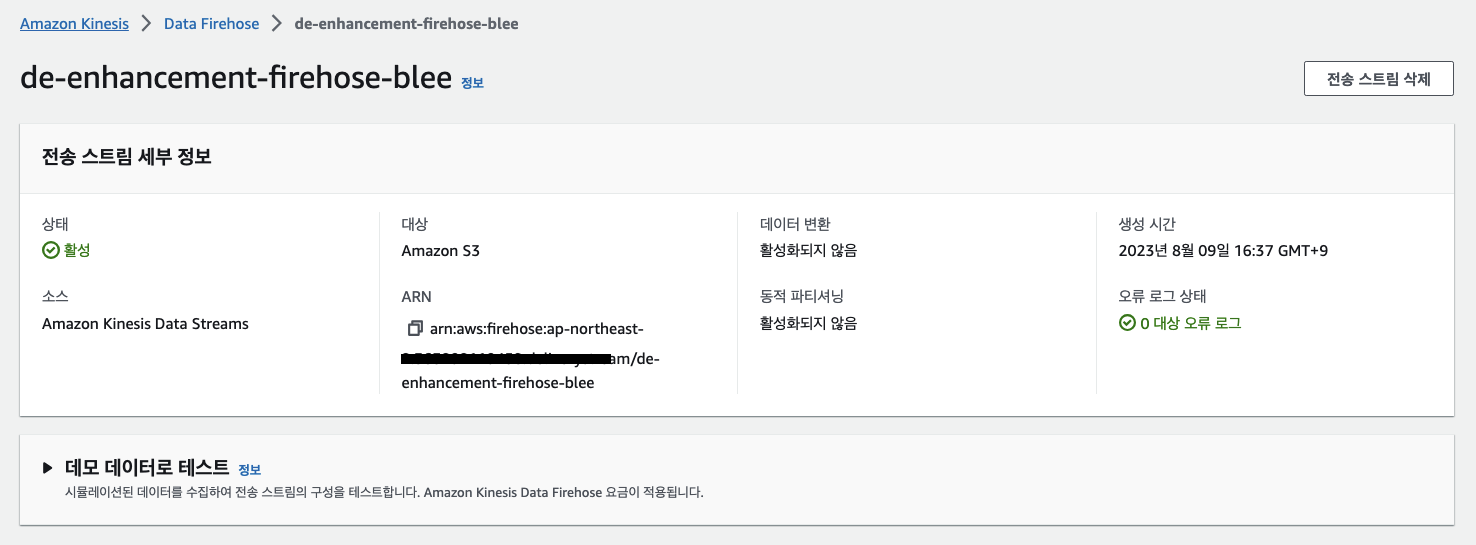 Amazon Kinesis > Data Firehose > de-enhancement-firehose-blee
de-enhancement-firehose-blee 정보
전송 스트림 삭제
전송 스트림 세부 정보
상태
활성
소스
Amazon Kinesis Data Streams
대상
Amazon S3
ARN
arn:aws:firehose:ap-northeast-
am/de-
enhancement-firehose-blee
데이터 변환
활성화되지 않음
동적 파티셔닝
활성화되지 않음
생성 시간
2023년 8월 09일 16:37 GMT+9
오류 로그 상태
0 대상 오류 로그
데모 데이터로 테스트 정보
시뮬레이션된 데이터를 수집하여 전송 스트림의 구성을 테스트합니다. Amazon Kinesis Data Firehose 요금이 적용됩니다.